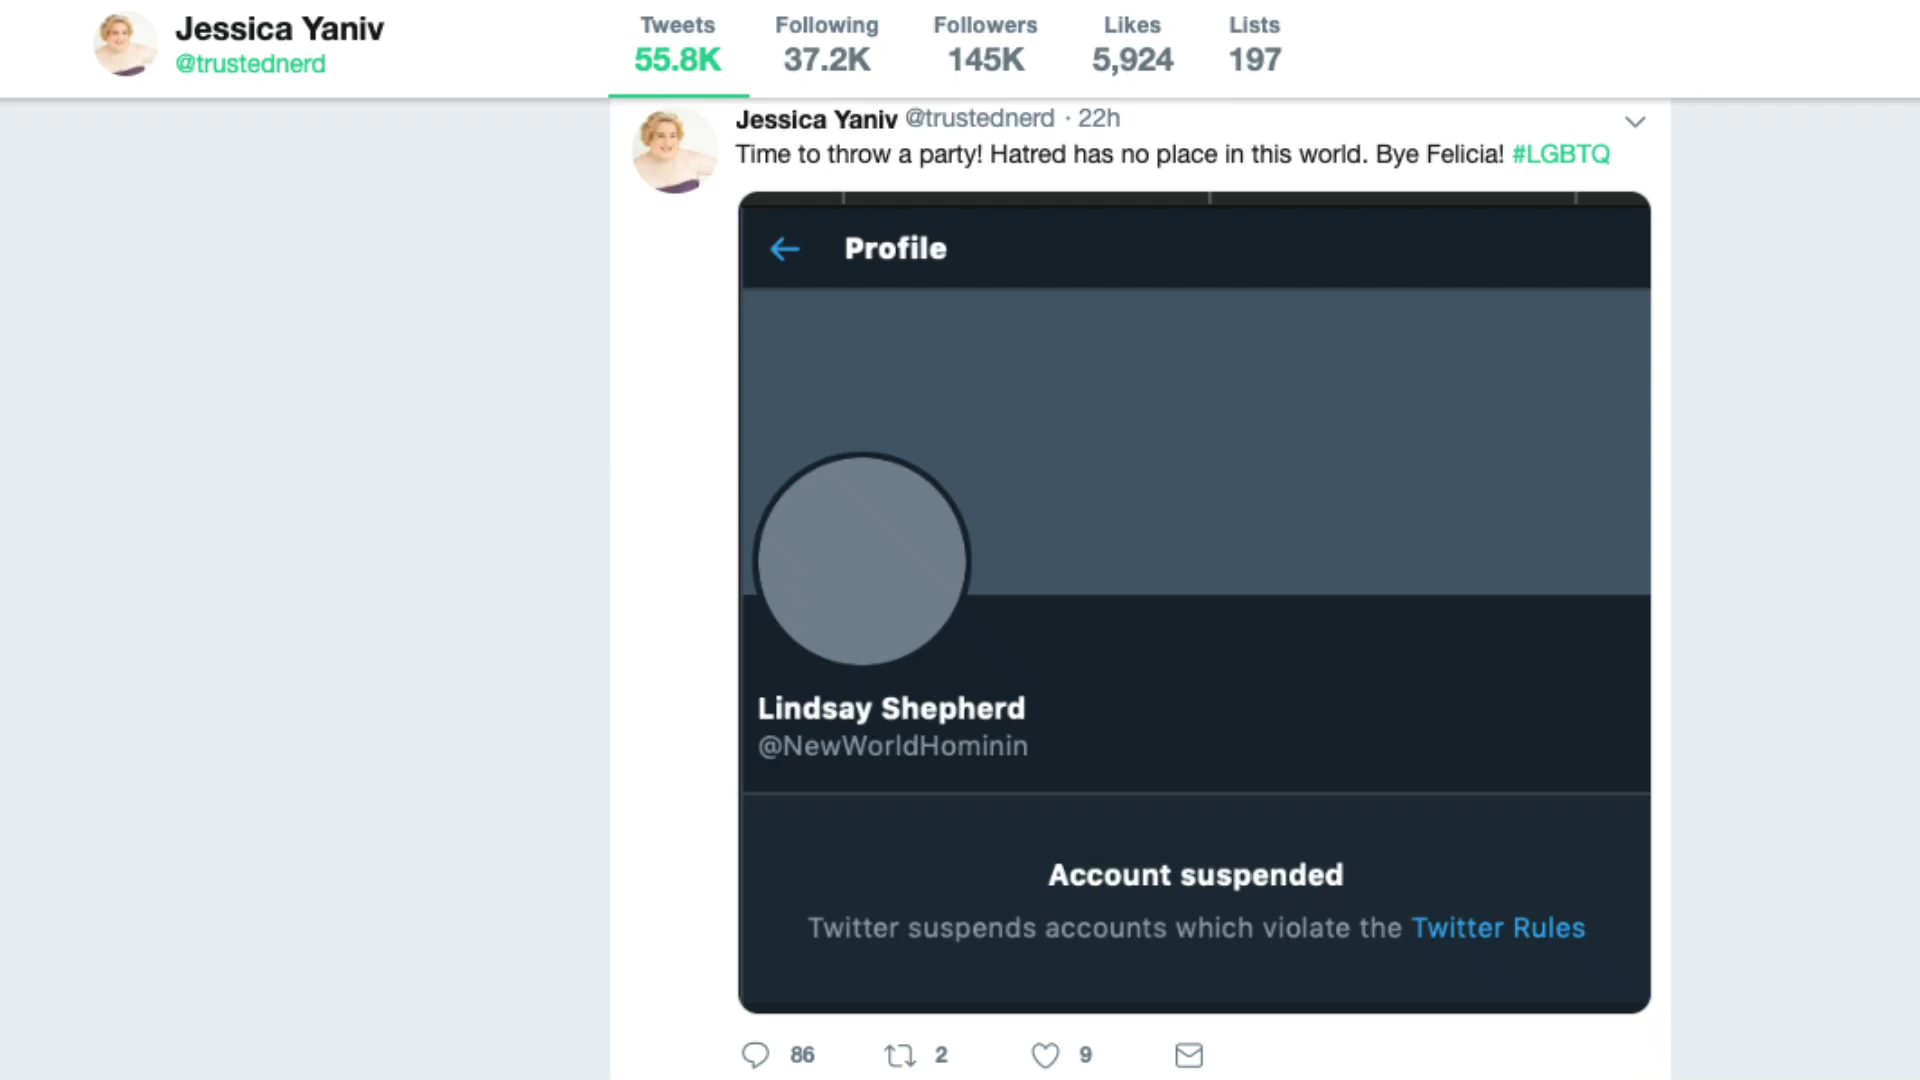 Jessica Yaniv
@trustednerd
Tweets Following Followers Likes Lists
55.8K 37.2K 145K 5,924 197
Jessica Yaniv @trustednerd · 22h
Time to throw a party! Hatred has no place in this world. Bye Felicia! #LGBTQ
Profile
Lindsay Shepherd
@NewWorldHominin
Account suspended
Twitter suspends accounts which violate the Twitter Rules
86 2 9